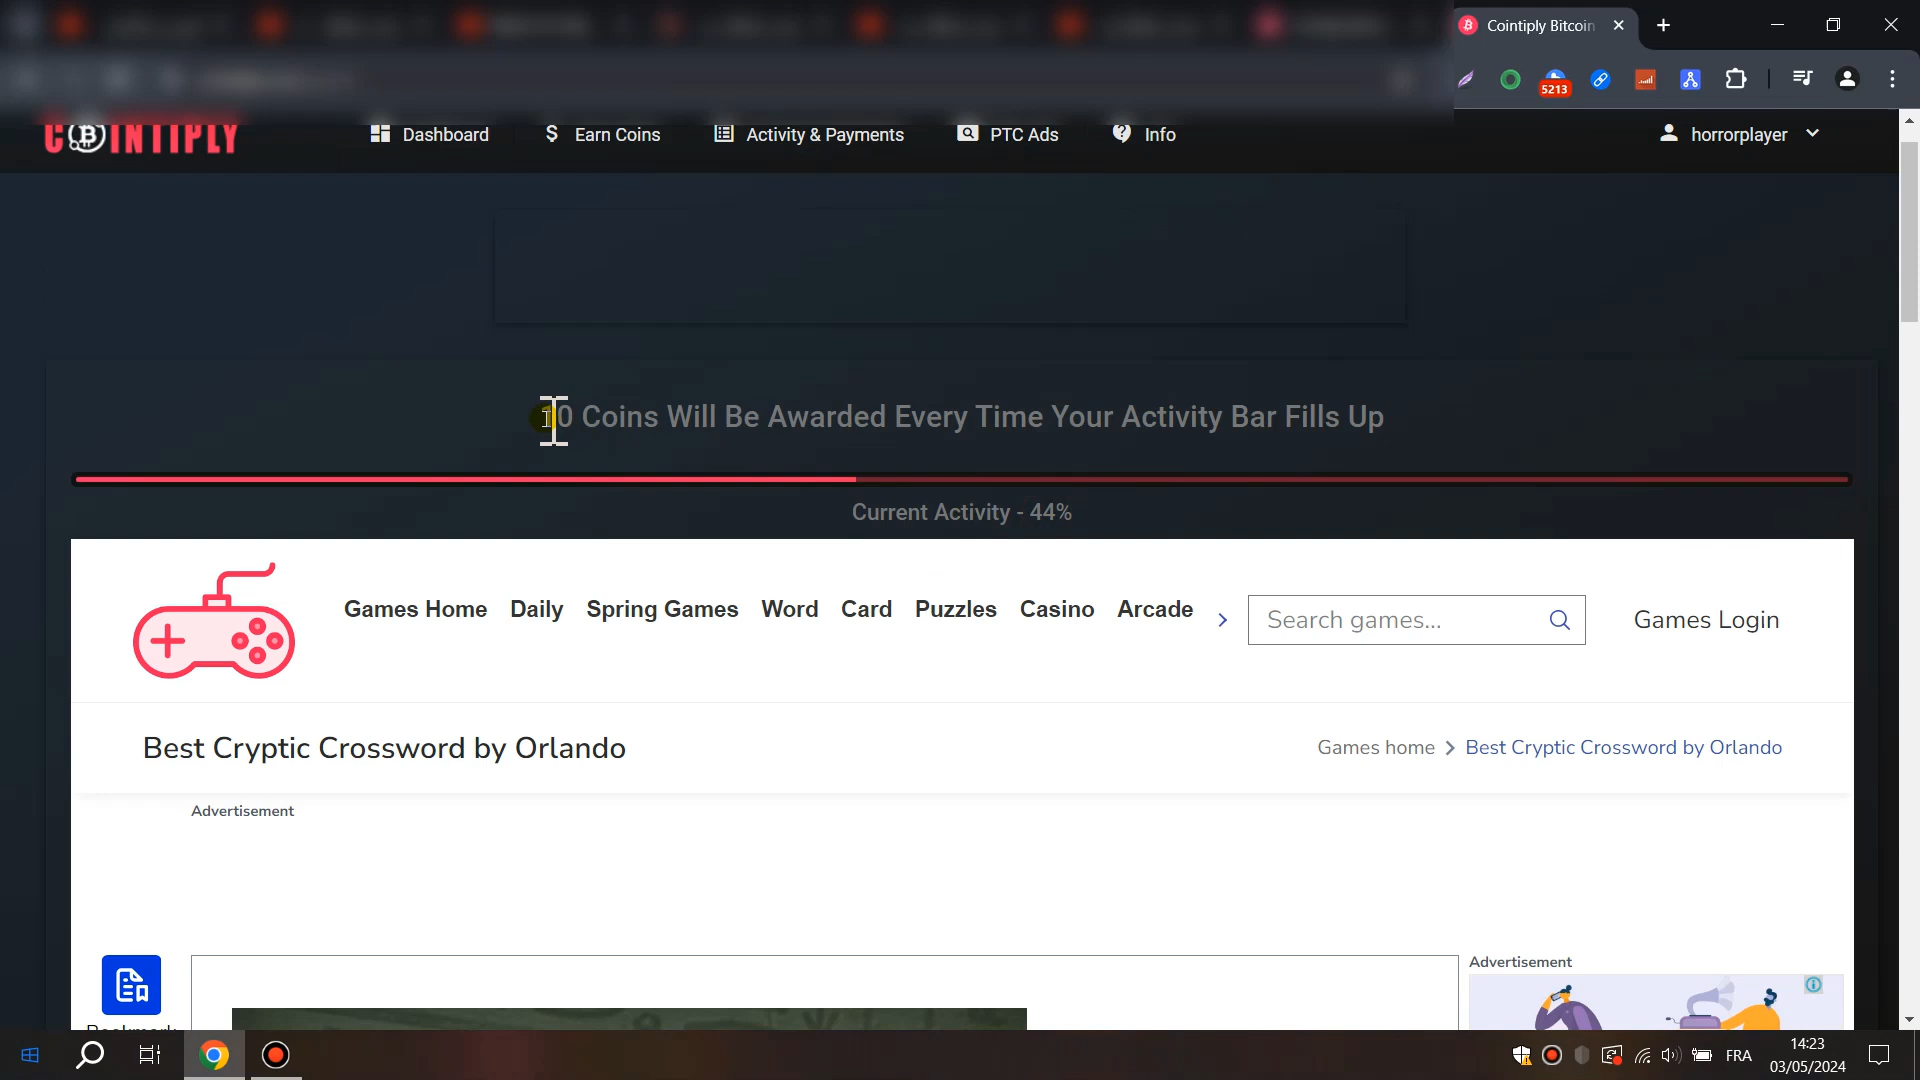 Cointiply Bitcoin
5213
COINTIPLY
Dashboard
Earn Coins
Activity & Payments
PTC Ads
Info
horrorplayer
10 Coins Will Be Awarded Every Time Your Activity Bar Fills Up
Current Activity - 44%
Games Home Daily Spring Games Word Card Puzzles Casino Arcade
Search games...
Games Login
Best Cryptic Crossword by Orlando
Games home > Best Cryptic Crossword by Orlando
Advertisement
Advertisement
Bookmark
FRA
14:23
03/05/2024